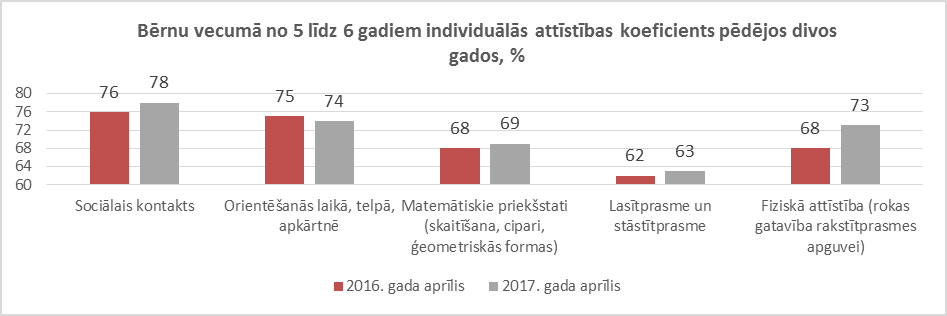 Bērnu vecumā no 5 līdz 6 gadiem individuālās attīstības koeficients pēdējos divos
gados, %
76 78 75 74 68 69 62 63 68 73
80
76
72
68
64
60
Sociālais kontakts
Orientēšanās laikā, telpā,
apkārtnē
Matemātiskie priekšstati
(skaitīšana, cipari,
ģeometriskās formas)
Lasītprasme un
stāstītprasme
Fiziskā attīstība (rokas
gatavība rakstītprasmes
apguvei)
2016. gada aprīlis 2017. gada aprīlis